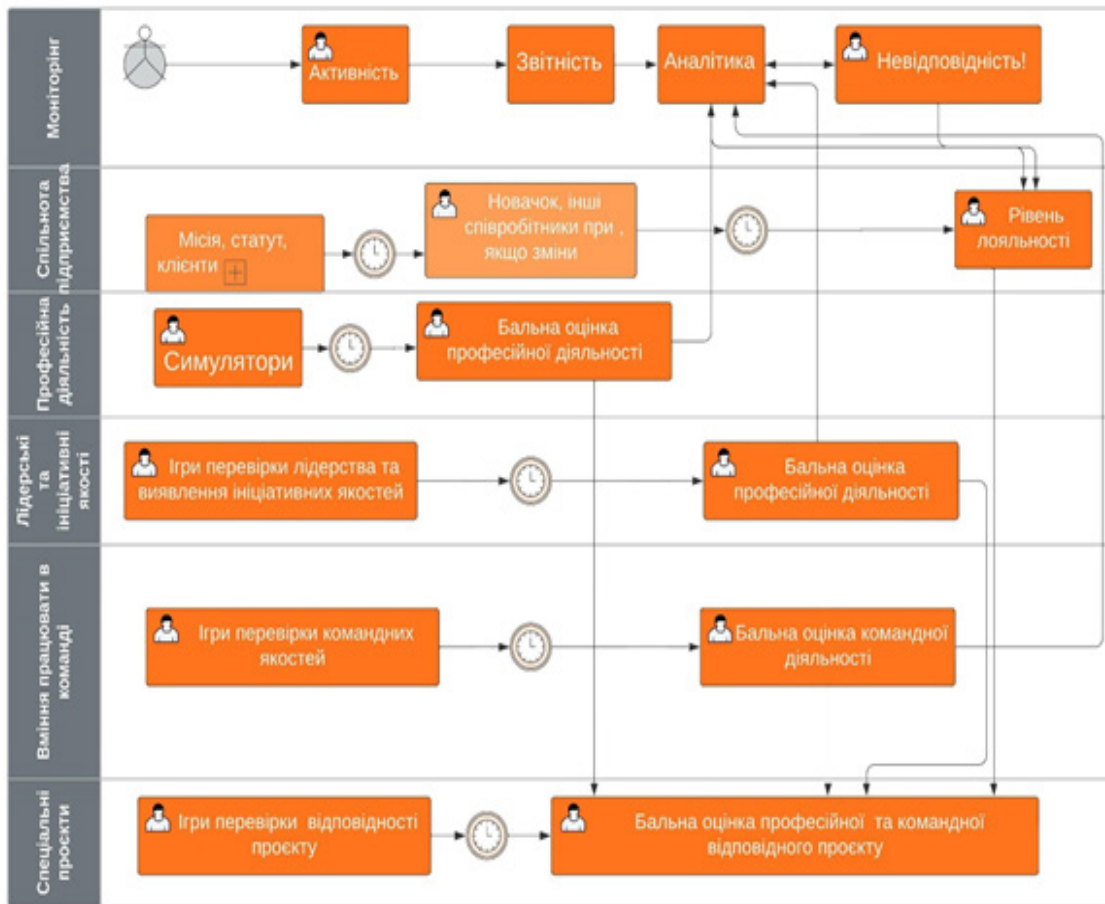 Моніторінг
Активність
Звітність
Аналітика
Невідповідність!
Спільнота
підприємства
Місія, статут,
клієнти
Новачок, інші
співробітники при ,
якщо зміни
Рівень
лояльності
Професійна
діяльність
Симулятори
Бальна оцінка
професійної діяльності
Лідерські
та
ініціативні
якості
Ігри перевірки лідерства та
виявлення ініціативних якостей
Бальна оцінка
професійної діяльності
Вміння працювати в
команді
Ігри перевірки командних
якостей
Бальна оцінка командної
діяльності
Спеціальні
проєкти
Ігри перевірки відповідності
проєкту
Бальна оцінка професійної та командної
відповідного проєкту